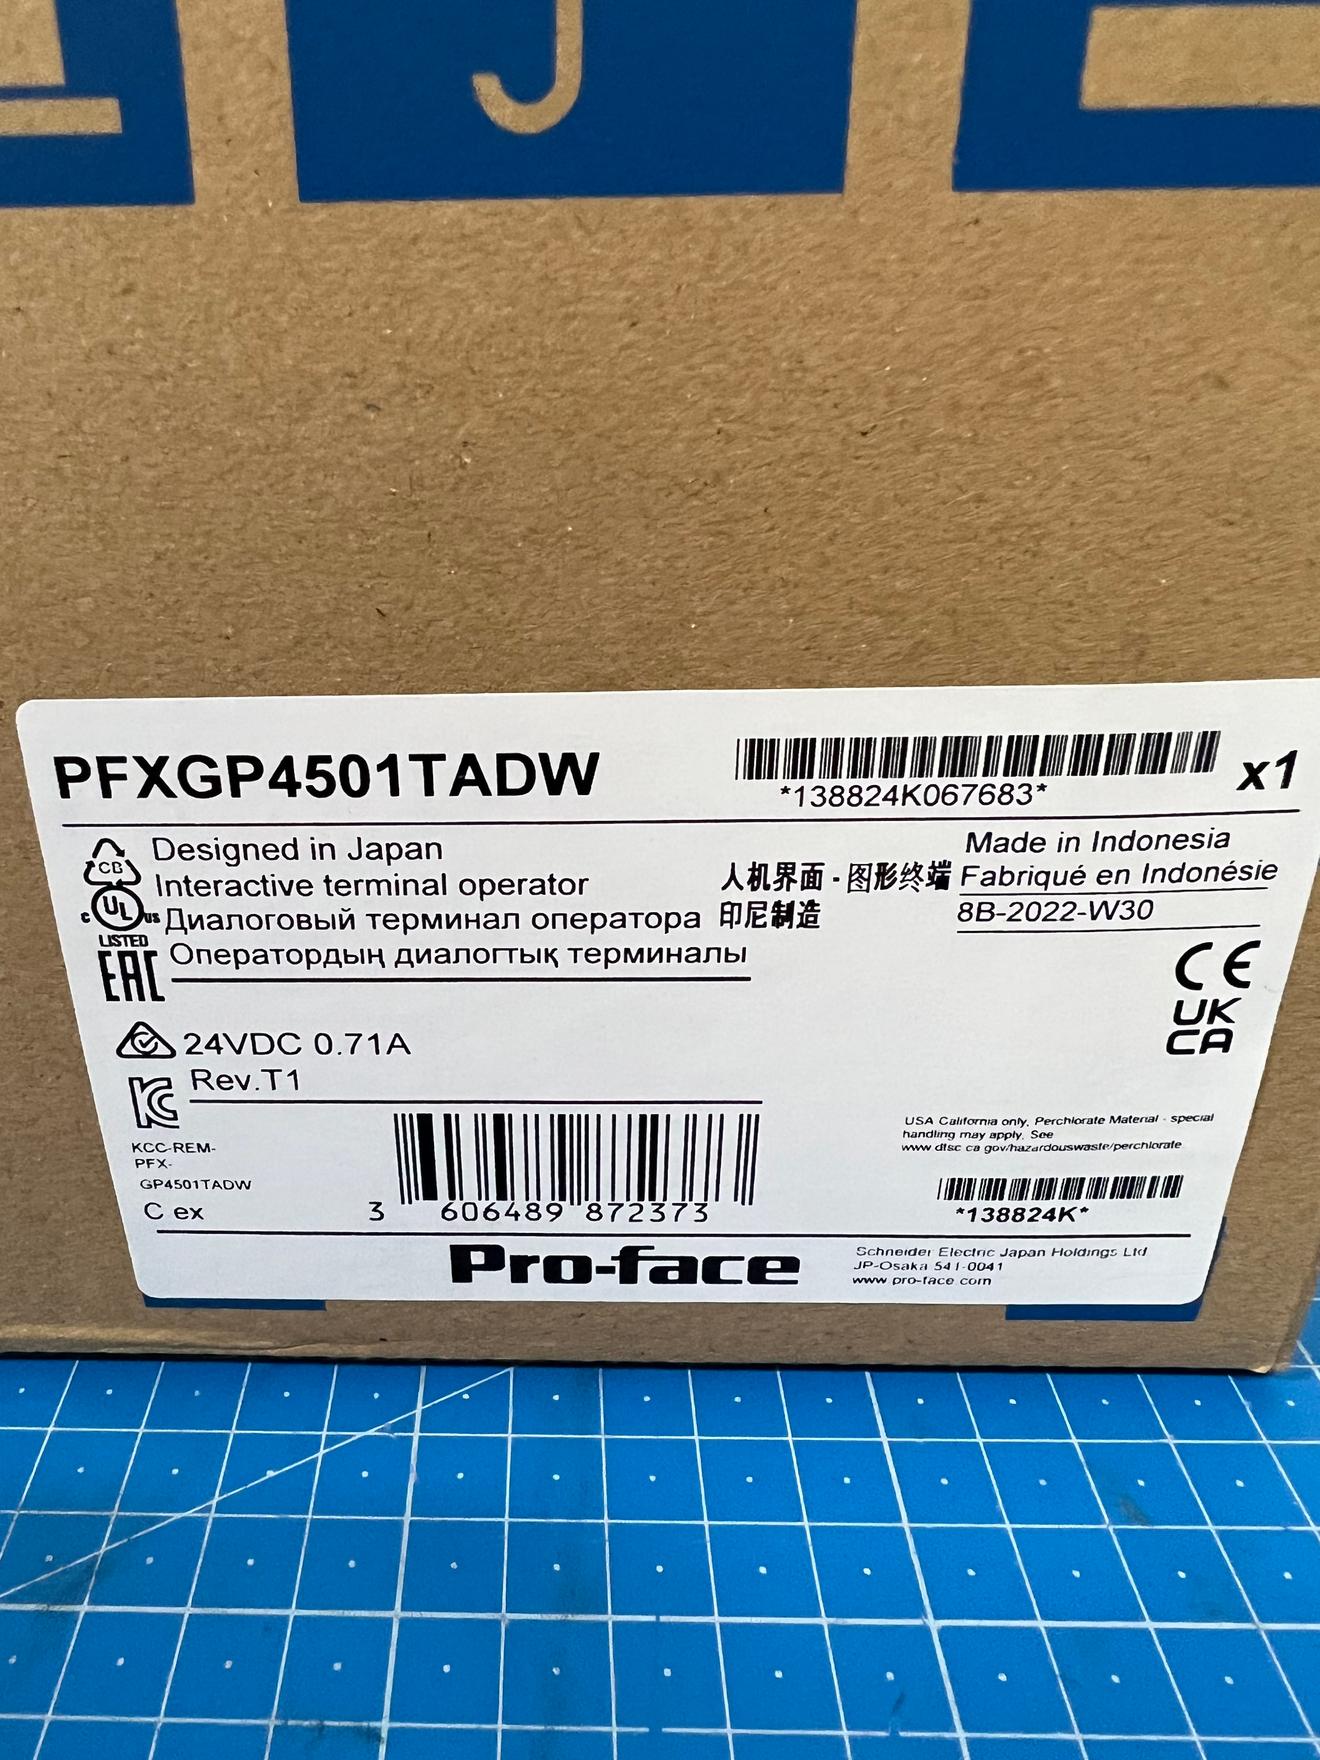 PFXGP4501TADW
*138824K067683*
x1
Designed in Japan
Interactive terminal operator
Диалоговый терминал оператора
Оператордың диалогтық терминалы
人机界面 - 图形终端
印尼制造
Made in Indonesia
Fabriqué en Indonésie
8B-2022-W30
CB
c UL us
LISTED
EAC
CE
UK
CA
24VDC 0.71A
Rev.T1
KCC-REM-
PFX-
GP4501TADW
C ex
3 606489 872373
USA California only, Perchlorate Material - special
handling may apply, See
www dtsc ca gov/hazardouswaste/perchlorate
*138824K*
Pro-face
Schneider Electric Japan Holdings Ltd
JP-Osaka 541-0041
www pro-face com